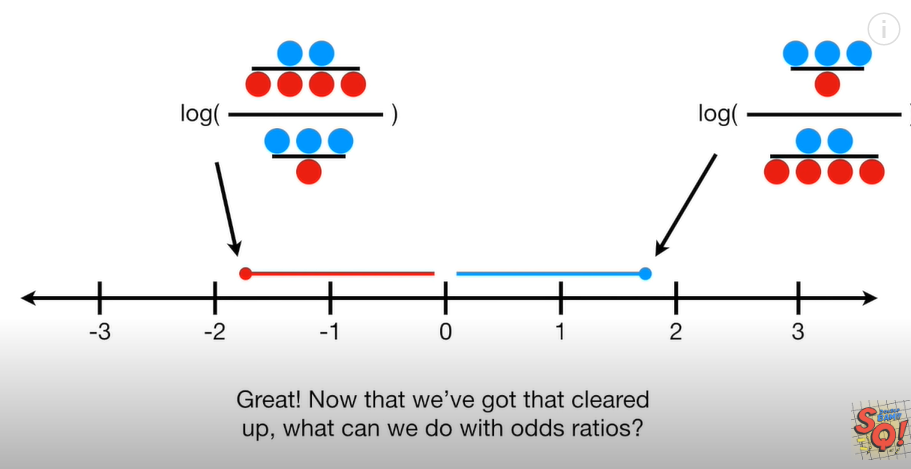 log(
)
log(
-3
-2
-1
0
1
2
3
Great! Now that we've got that cleared
up, what can we do with odds ratios?
SQ!